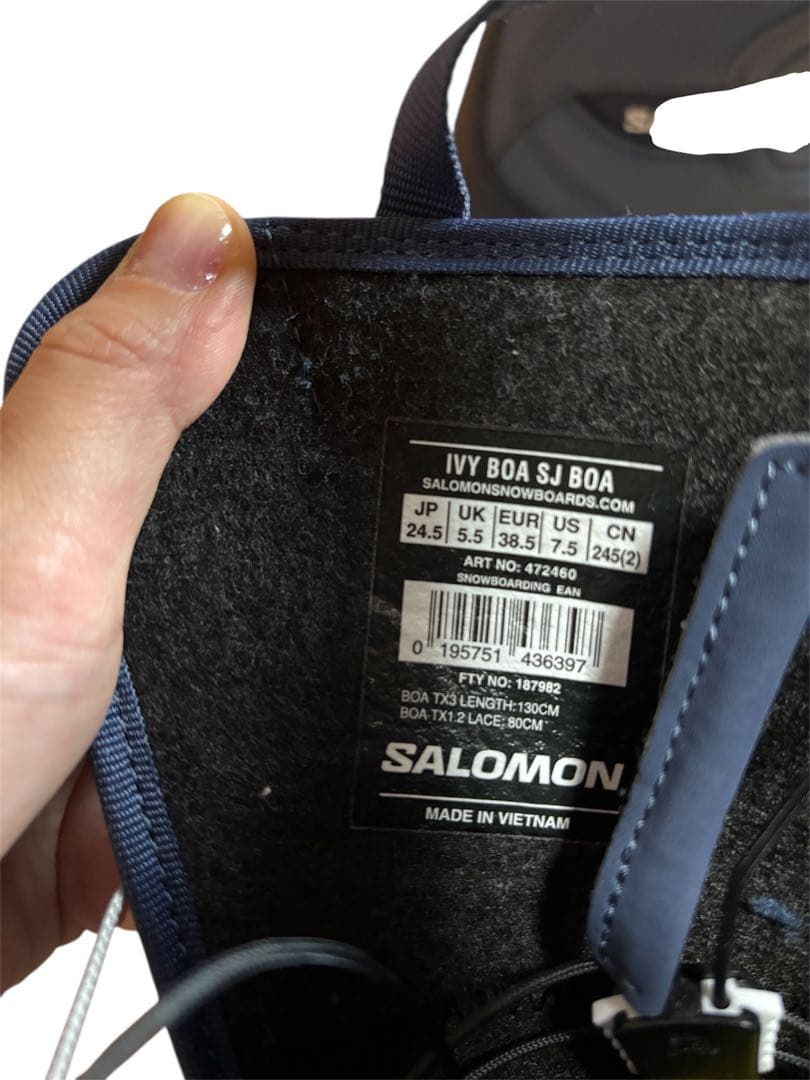 IVY BOA SJ BOA
SALOMONSNOWBOARDS.COM
JP UK EUR US CN
24.5 5.5 38.5 7.5 245(2)
ART NO: 472460
SNOWBOARDING EAN
0 195751 436397
FTY NO: 187982
BOA TX3 LENGTH:130CM
BOA TX1.2 LACE: 80CM
SALOMON
MADE IN VIETNAM